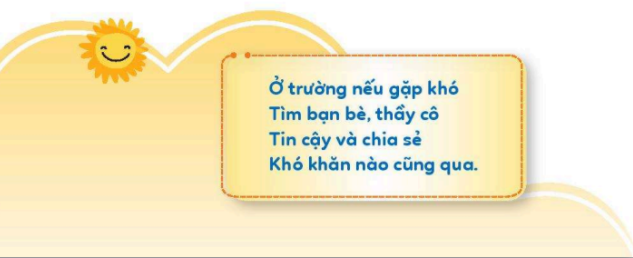 Ở trường nếu gặp khó
Tìm bạn bè, thầy cô
Tin cậy và chia sẻ
Khó khăn nào cũng qua.